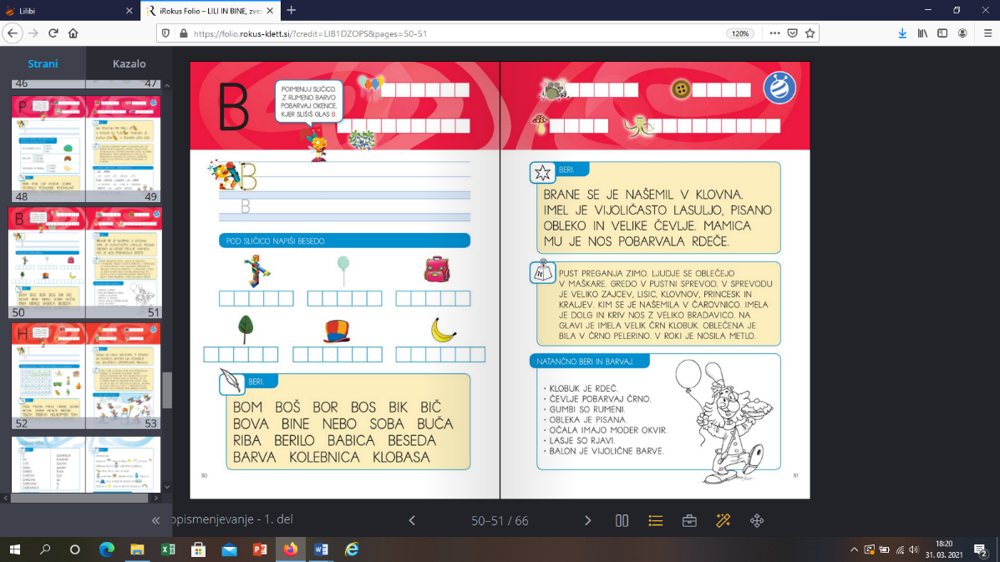 Lilibi
iRokus Folio – LILI IN BINE, zvez
https://folio.rokus-klett.si/?credit=LIB1DZOPS&pages=50-51
120%
Strani
Kazalo
46
47
48
49
50
51
52
53
B
POIMENUJ SLIČICO.
Z RUMENO BARVO
POBARVAJ OKENCE,
KJER SLIŠIŠ GLAS B.
B
B
POD SLIČICO NAPIŠI BESEDO.
BERI.
BOM BOŠ BOR BOS BIK BIČ
BOVA BINE NEBO SOBA BUČA
RIBA BERILO BABICA BESEDA
BARVA KOLEBNICA KLOBASA
50
BERI.
BRANE SE JE NAŠEMIL V KLOVNA.
IMEL JE VIJOLIČASTO LASULJO, PISANO
OBLEKO IN VELIKE ČEVLJE. MAMICA
MU JE NOS POBARVALA RDEČE.
PUST PREGANJA ZIMO. LJUDJE SE OBLEČEJO
V MAŠKARE. GREDO V PUSTNI SPREVOD. V SPREVODU
JE VELIKO ZAJCEV, LISIC, KLOVNOV, PRINCESK IN
KRALJEV. KIM SE JE NAŠEMILA V ČAROVNICO. IMELA
JE DOLG IN KRIV NOS Z VELIKO BRADAVICO. NA
GLAVI JE IMELA VELIK ČRN KLOBUK. OBLEČENA JE
BILA V ČRNO PELERINO. V ROKI JE NOSILA METLO.
NATANČNO BERI IN BARVAJ.
• KLOBUK JE RDEČ.
• ČEVLJE POBARVAJ ČRNO.
• GUMBI SO RUMENI.
• OBLEKA JE PISANA.
• OČALA IMAJO MODER OKVIR.
• LASJE SO RJAVI.
• BALON JE VIJOLIČNE BARVE.
51
opismenjevanje - 1. del
50–51 / 66
18:20
31. 03. 2021
2